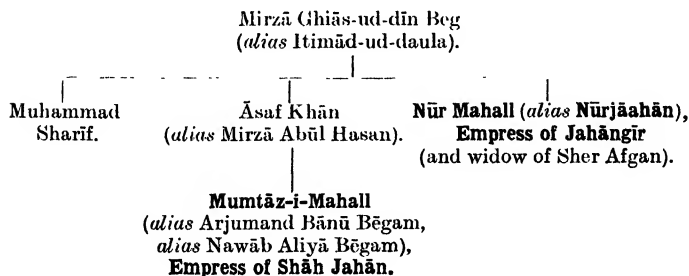 Mirzā Ghiās-ud-dīn Beg
(alias Itimād-ud-daula).
Muhammad
Sharīf.
Āsaf Khān
(alias Mirzā Abūl Hasan).
Nūr Mahall (alias Nūrjāahān),
Empress of Jahāngīr
(and widow of Sher Afgan).
Mumtāz-i-Mahall
(alias Arjumand Bānū Bēgam,
alias Nawāb Aliyā Bēgam),
Empress of Shāh Jahān.